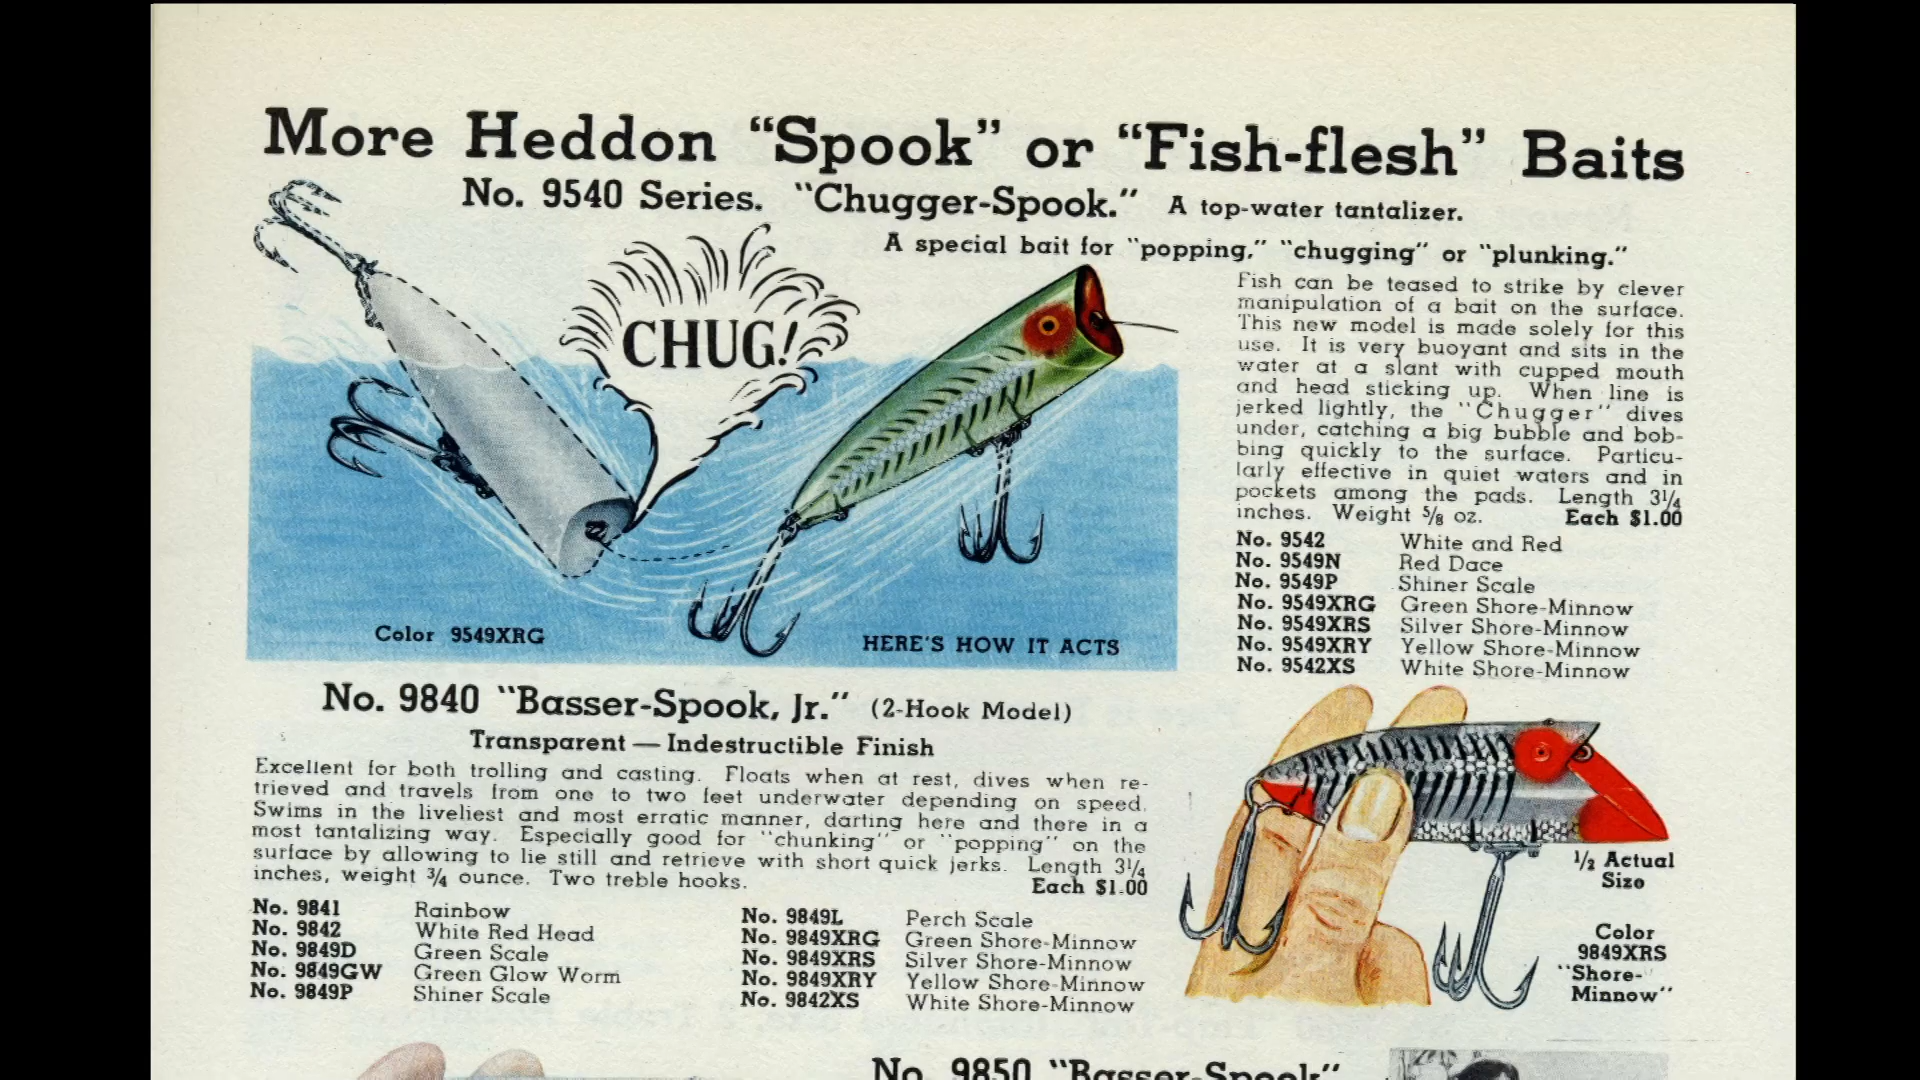 More Heddon “Spook” or “Fish-flesh” Baits
No. 9540 Series. “Chugger-Spook.” A top-water tantalizer.
A special bait for “popping,” “chugging” or “plunking.”
CHUG!
Color 9549XRG
HERE'S HOW IT ACTS
Fish can be teased to strike by clever
manipulation of a bait on the surface.
This new model is made solely for this
use. It is very buoyant and sits in the
water at a slant with cupped mouth
and head sticking up. When line is
jerked lightly, the “Chugger” dives
under, catching a big bubble and bob-
bing quickly to the surface. Particu-
larly effective in quiet waters and in
pockets among the pads. Length 3¼
inches. Weight ⅝ oz. Each $1.00
No. 9542 White and Red
No. 9549N Red Dace
No. 9549P Shiner Scale
No. 9549XRG Green Shore-Minnow
No. 9549XRS Silver Shore-Minnow
No. 9549XRY Yellow Shore-Minnow
No. 9542XS White Shore-Minnow
No. 9840 “Basser-Spook, Jr.” (2-Hook Model)
Transparent — Indestructible Finish
Excellent for both trolling and casting. Floats when at rest, dives when re-
trieved and travels from one to two feet underwater depending on speed.
Swims in the liveliest and most erratic manner, darting here and there in a
most tantalizing way. Especially good for “chunking” or “popping” on the
surface by allowing to lie still and retrieve with short quick jerks. Length 3¼
inches, weight ¾ ounce. Two treble hooks. Each $1.00
No. 9841 Rainbow
No. 9842 White Red Head
No. 9849D Green Scale
No. 9849GW Green Glow Worm
No. 9849P Shiner Scale
No. 9849L Perch Scale
No. 9849XRG Green Shore-Minnow
No. 9849XRS Silver Shore-Minnow
No. 9849XRY Yellow Shore-Minnow
No. 9842XS White Shore-Minnow
½ Actual
Size
Color
9849XRS
“Shore-
Minnow”
No. 9850 “Basser-Spook”